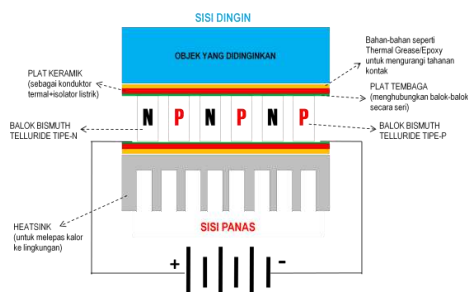 SISI DINGIN
OBJEK YANG DIDINGINKAN
Bahan-bahan seperti
Thermal Grease/Epoxy
untuk mengurangi tahanan
kontak
PLAT KERAMIK
(sebagai konduktor
termal+isolator listrik)
PLAT TEMBAGA
(menghubungkan balok-balok
secara seri)
N P N P N P
BALOK BISMUTH
TELLURIDE TIPE-N
BALOK BISMUTH
TELLURIDE TIPE-P
HEATSINK
(untuk melepas kalor
ke lingkungan)
SISI PANAS
+ -